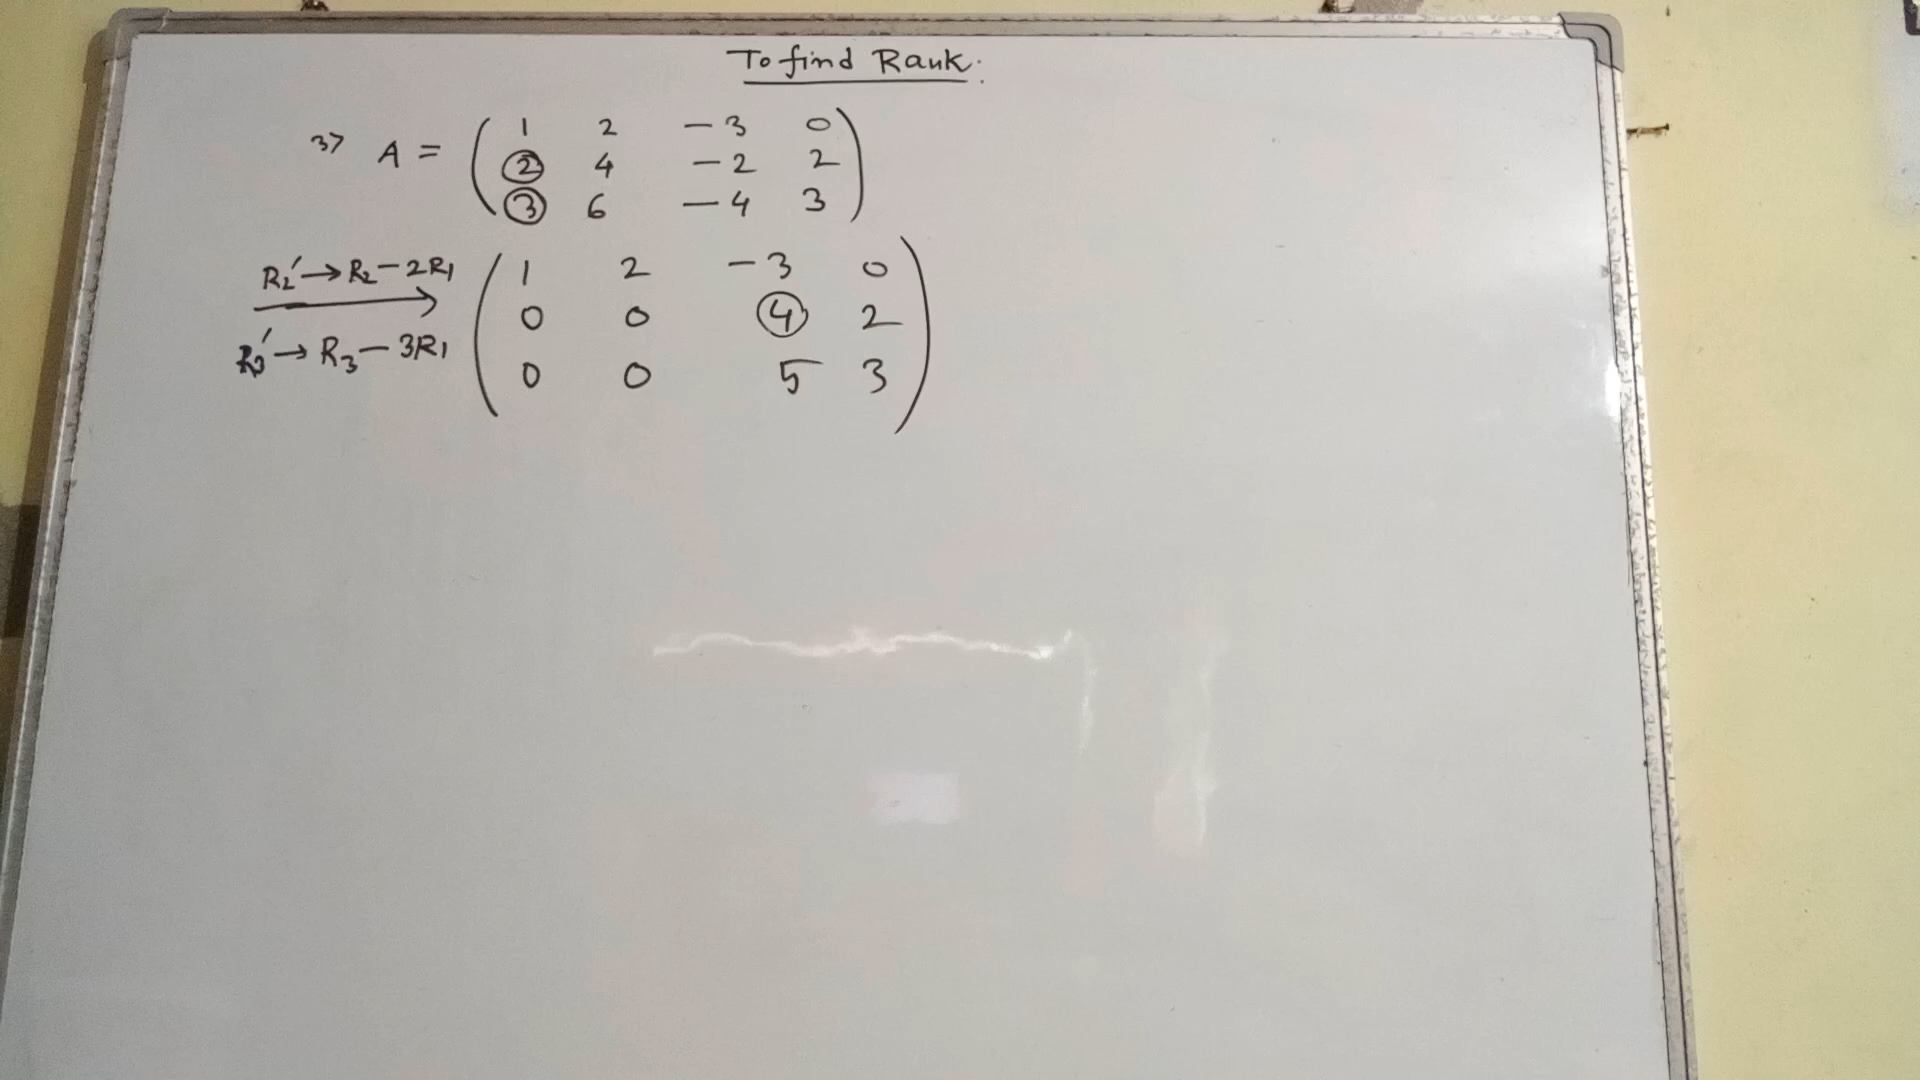 To find Rank.
3> A = ( 1 2 -3 0
2 4 -2 2
3 6 -4 3 )
R2' → R2 - 2R1
R3' → R3 - 3R1
( 1 2 -3 0
0 0 4 2
0 0 5 3 )